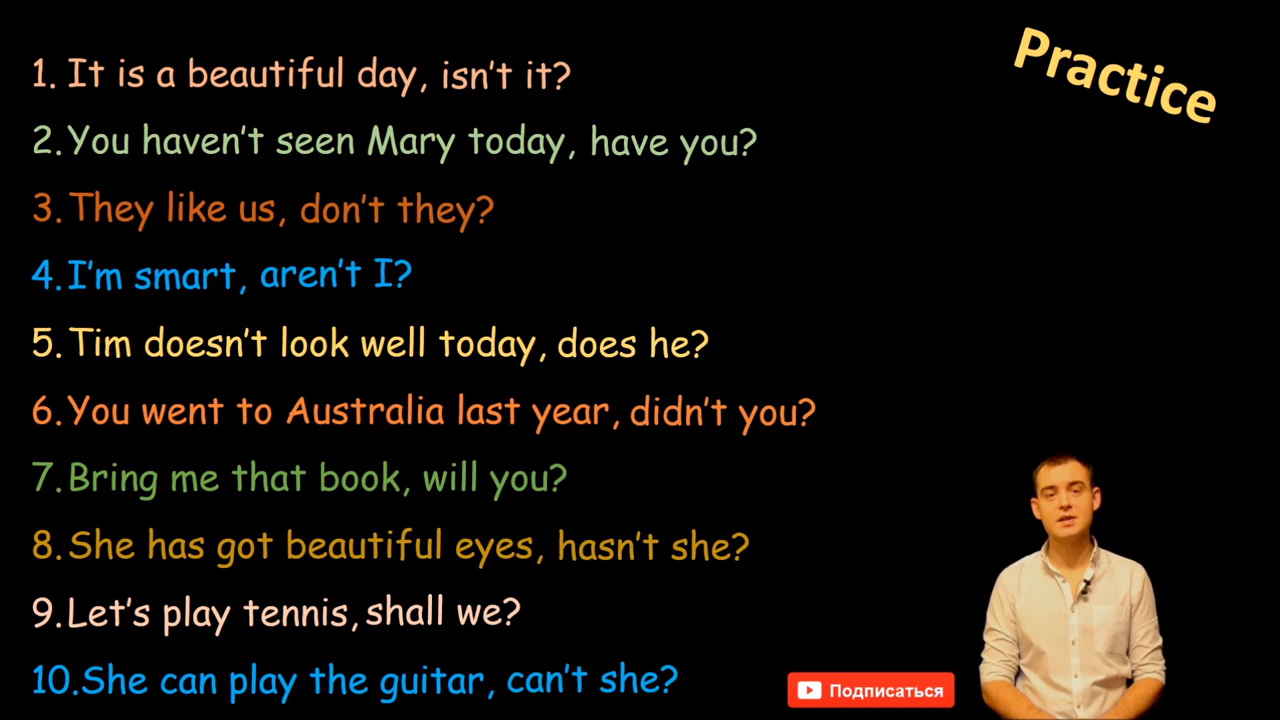 Practice
1. It is a beautiful day, isn't it?
2. You haven't seen Mary today, have you?
3. They like us, don't they?
4. I'm smart, aren't I?
5. Tim doesn't look well today, does he?
6. You went to Australia last year, didn't you?
7. Bring me that book, will you?
8. She has got beautiful eyes, hasn't she?
9. Let's play tennis, shall we?
10. She can play the guitar, can't she?
Подписаться